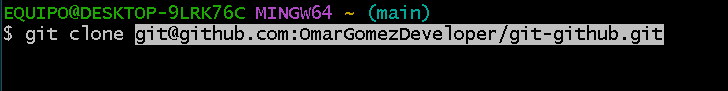 EQUIPO@DESKTOP-9LRK76C MINGW64 ~ (main)
$ git clone git@github.com:OmarGomezDeveloper/git-github.git